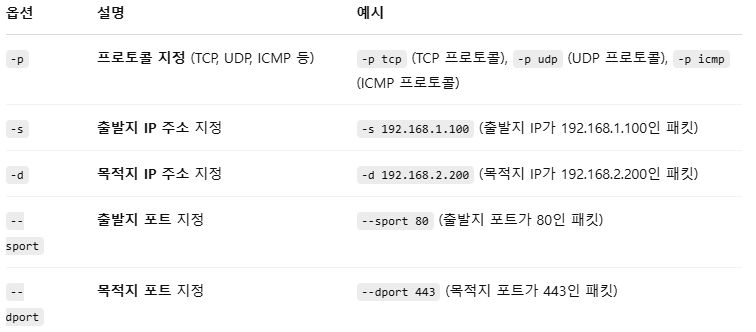 옵션 설명 예시
-p 프로토콜 지정 (TCP, UDP, ICMP 등) -p tcp (TCP 프로토콜), -p udp (UDP 프로토콜), -p icmp
(ICMP 프로토콜)
-s 출발지 IP 주소 지정 -s 192.168.1.100 (출발지 IP가 192.168.1.100인 패킷)
-d 목적지 IP 주소 지정 -d 192.168.2.200 (목적지 IP가 192.168.2.200인 패킷)
-- 출발지 포트 지정 --sport 80 (출발지 포트가 80인 패킷)
sport
-- 목적지 포트 지정 --dport 443 (목적지 포트가 443인 패킷)
dport